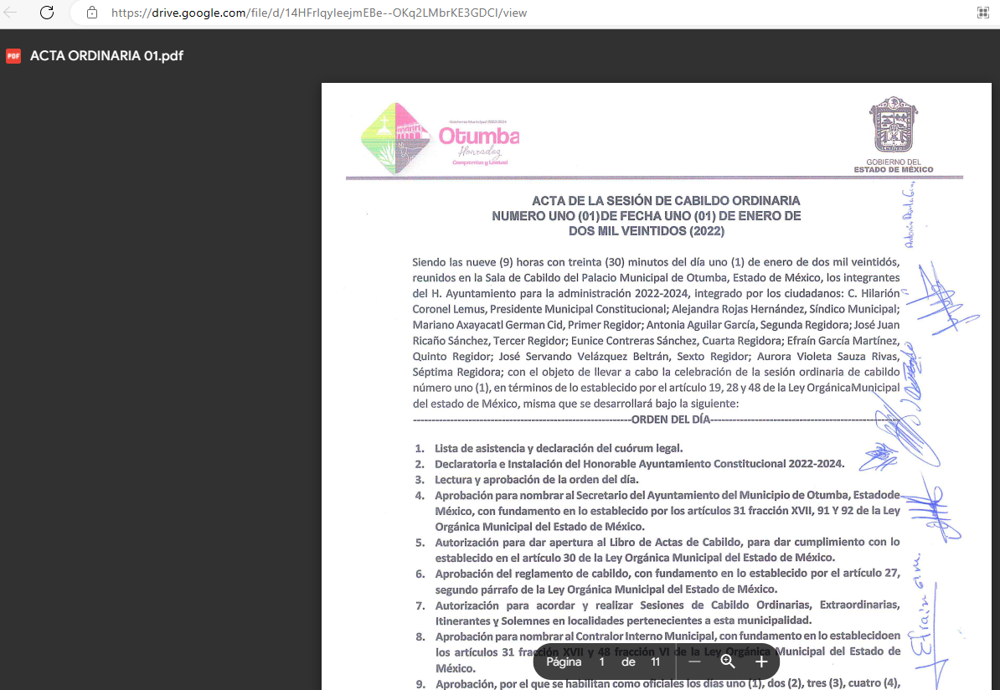 https://drive.google.com/file/d/14HFrIqyleejmEBe--OKq2LMbrKE3GDCI/view
PDF ACTA ORDINARIA 01.pdf
Gobierno Municipal 2022-2024
Otumba
Honradez
Compromiso y Lealtad
GOBIERNO DEL
ESTADO DE MÉXICO
ACTA DE LA SESIÓN DE CABILDO ORDINARIA
NUMERO UNO (01)DE FECHA UNO (01) DE ENERO DE
DOS MIL VEINTIDOS (2022)
Siendo las nueve (9) horas con treinta (30) minutos del día uno (1) de enero de dos mil veintidós,
reunidos en la Sala de Cabildo del Palacio Municipal de Otumba, Estado de México, los integrantes
del H. Ayuntamiento para la administración 2022-2024, integrado por los ciudadanos: C. Hilarión
Coronel Lemus, Presidente Municipal Constitucional; Alejandra Rojas Hernández, Síndico Municipal;
Mariano Axayacatl German Cid, Primer Regidor; Antonia Aguilar García, Segunda Regidora; José Juan
Ricaño Sánchez, Tercer Regidor; Eunice Contreras Sánchez, Cuarta Regidora; Efraín García Martínez,
Quinto Regidor; José Servando Velázquez Beltrán, Sexto Regidor; Aurora Violeta Sauza Rivas,
Séptima Regidora; con el objeto de llevar a cabo la celebración de la sesión ordinaria de cabildo
número uno (1), en términos de lo establecido por el artículo 19, 28 y 48 de la Ley OrgánicaMunicipal
del estado de México, misma que se desarrollará bajo la siguiente:
ORDEN DEL DÍA
1. Lista de asistencia y declaración del cuórum legal.
2. Declaratoria e Instalación del Honorable Ayuntamiento Constitucional 2022-2024.
3. Lectura y aprobación de la orden del día.
4. Aprobación para nombrar al Secretario del Ayuntamiento del Municipio de Otumba, Estadode
México, con fundamento en lo establecido por los artículos 31 fracción XVII, 91 Y 92 de la Ley
Orgánica Municipal del Estado de México.
5. Autorización para dar apertura al Libro de Actas de Cabildo, para dar cumplimiento con lo
establecido en el artículo 30 de la Ley Orgánica Municipal del Estado de México.
6. Aprobación del reglamento de cabildo, con fundamento en lo establecido por el artículo 27,
segundo párrafo de la Ley Orgánica Municipal del Estado de México.
7. Autorización para acordar y realizar Sesiones de Cabildo Ordinarias, Extraordinarias,
Itinerantes y Solemnes en localidades pertenecientes a esta municipalidad.
8. Aprobación para nombrar al Contralor Interno Municipal, con fundamento en lo establecidoen
los artículos 31 fracción XVII y 48 fracción VI de la Ley Orgánica Municipal del Estado de
México.
9. Aprobación, por el que se habilitan como oficiales los días uno (1), dos (2), tres (3), cuatro (4),
Página 1 de 11
Efrain G.M.